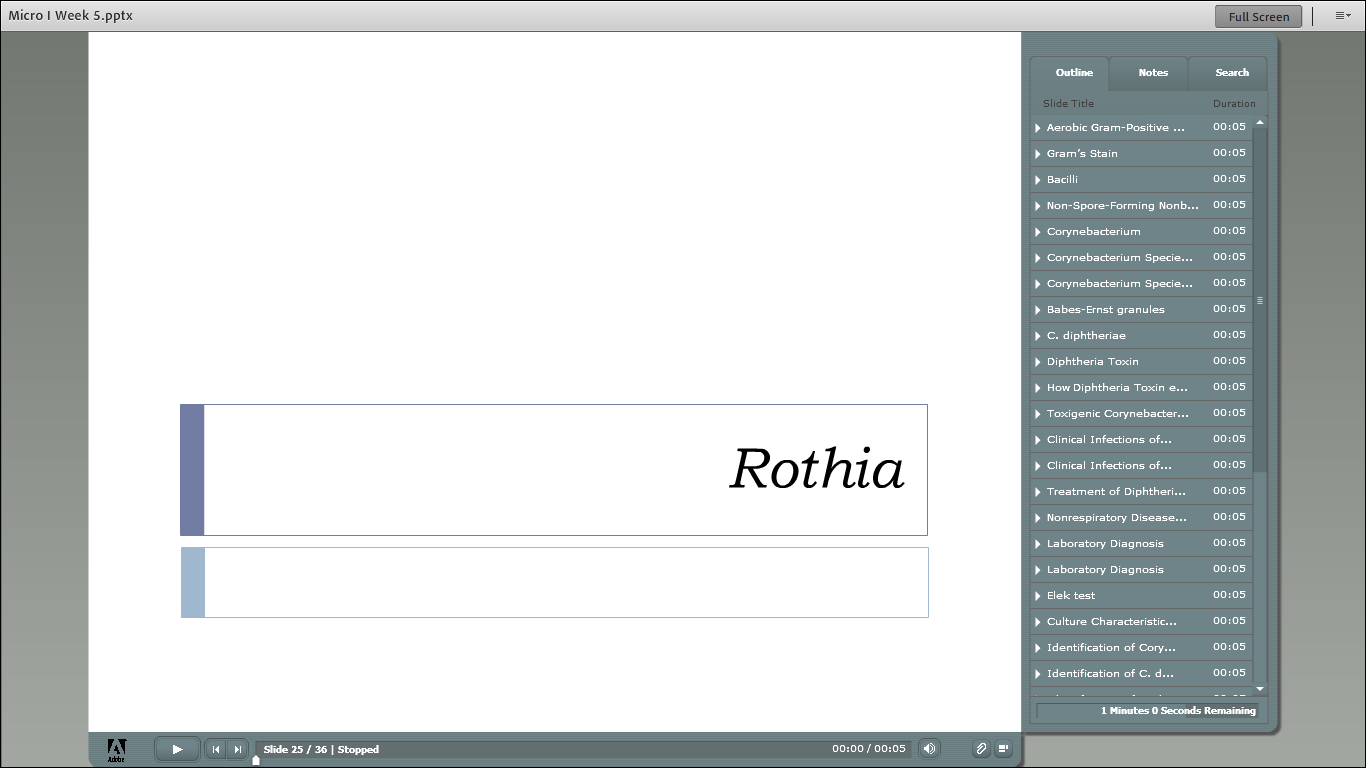 Micro I Week 5.pptx
Full Screen
Rothia
Outline Notes Search
Slide Title Duration
Aerobic Gram-Positive ... 00:05
Gram's Stain 00:05
Bacilli 00:05
Non-Spore-Forming Nonb... 00:05
Corynebacterium 00:05
Corynebacterium Specie... 00:05
Corynebacterium Specie... 00:05
Babes-Ernst granules 00:05
C. diphtheriae 00:05
Diphtheria Toxin 00:05
How Diphtheria Toxin e... 00:05
Toxigenic Corynebacter... 00:05
Clinical Infections of... 00:05
Clinical Infections of... 00:05
Treatment of Diphtheri... 00:05
Nonrespiratory Disease... 00:05
Laboratory Diagnosis 00:05
Laboratory Diagnosis 00:05
Elek test 00:05
Culture Characteristic... 00:05
Identification of Cory... 00:05
Identification of C. d... 00:05
1 Minutes 0 Seconds Remaining
Adobe
Slide 25 / 36 | Stopped
00:00 / 00:05